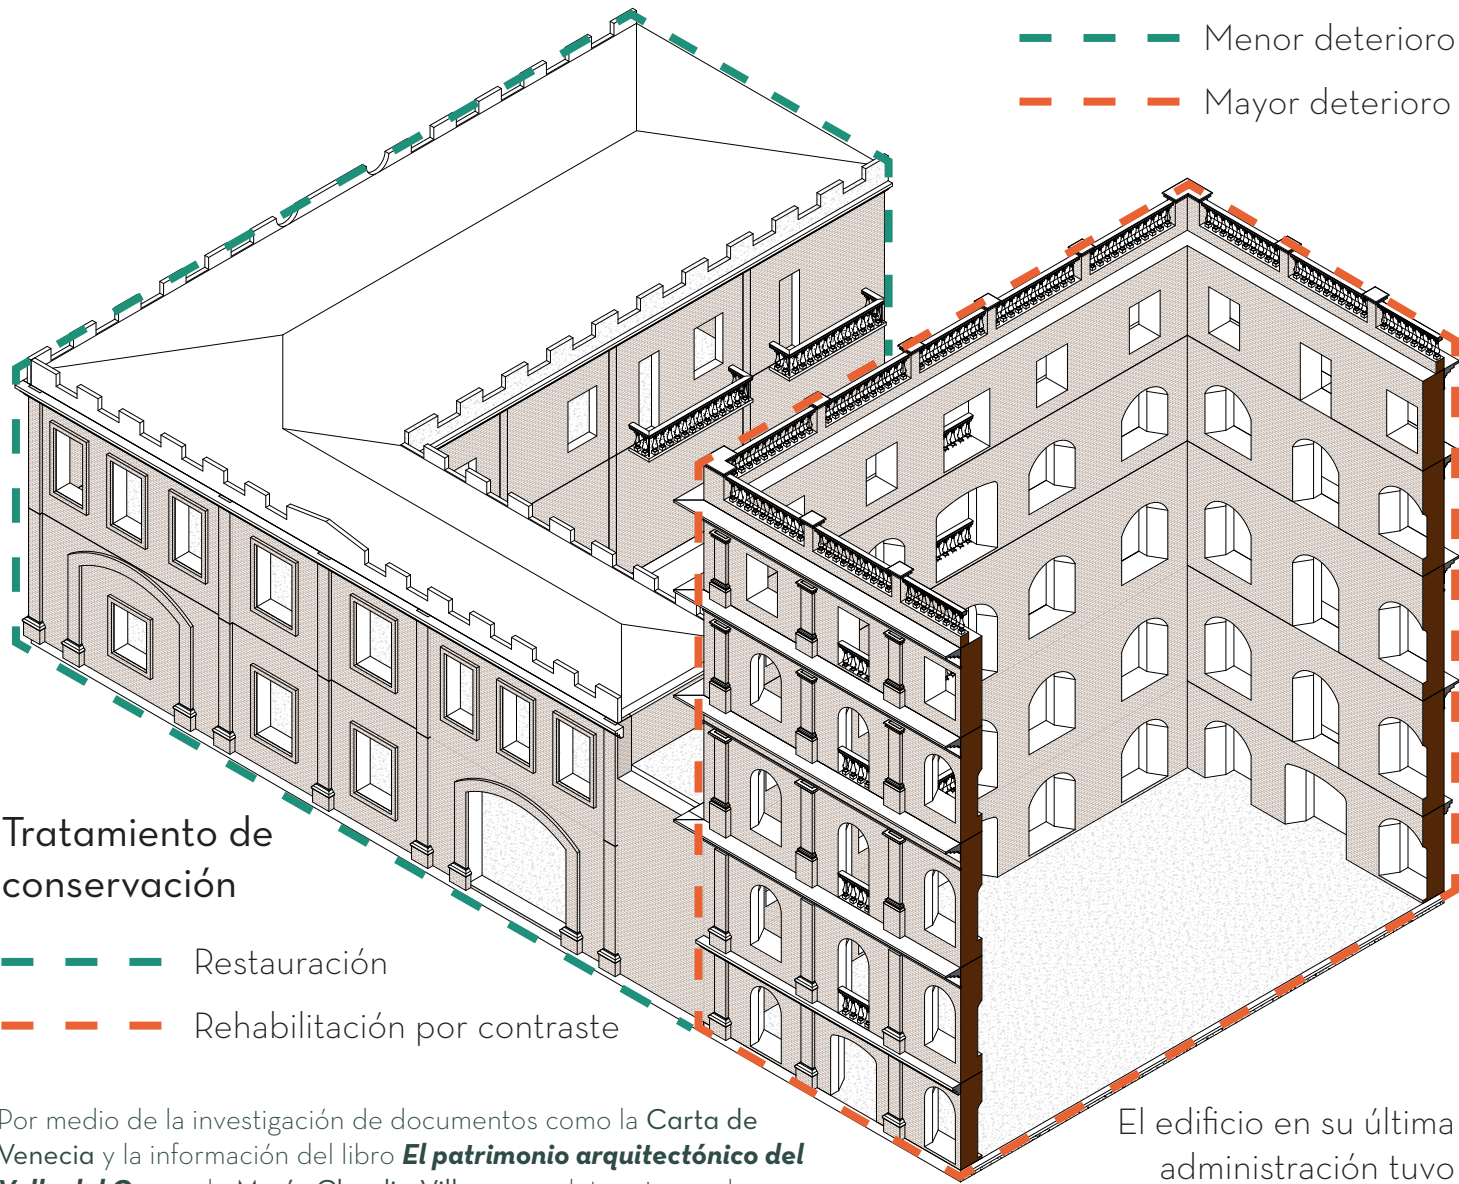 Menor deterioro
Mayor deterioro
Tratamiento de
conservación
Restauración
Rehabilitación por contraste
Por medio de la investigación de documentos como la Carta de
Venecia y la información del libro El patrimonio arquitectónico del
El edificio en su última
administración tuvo